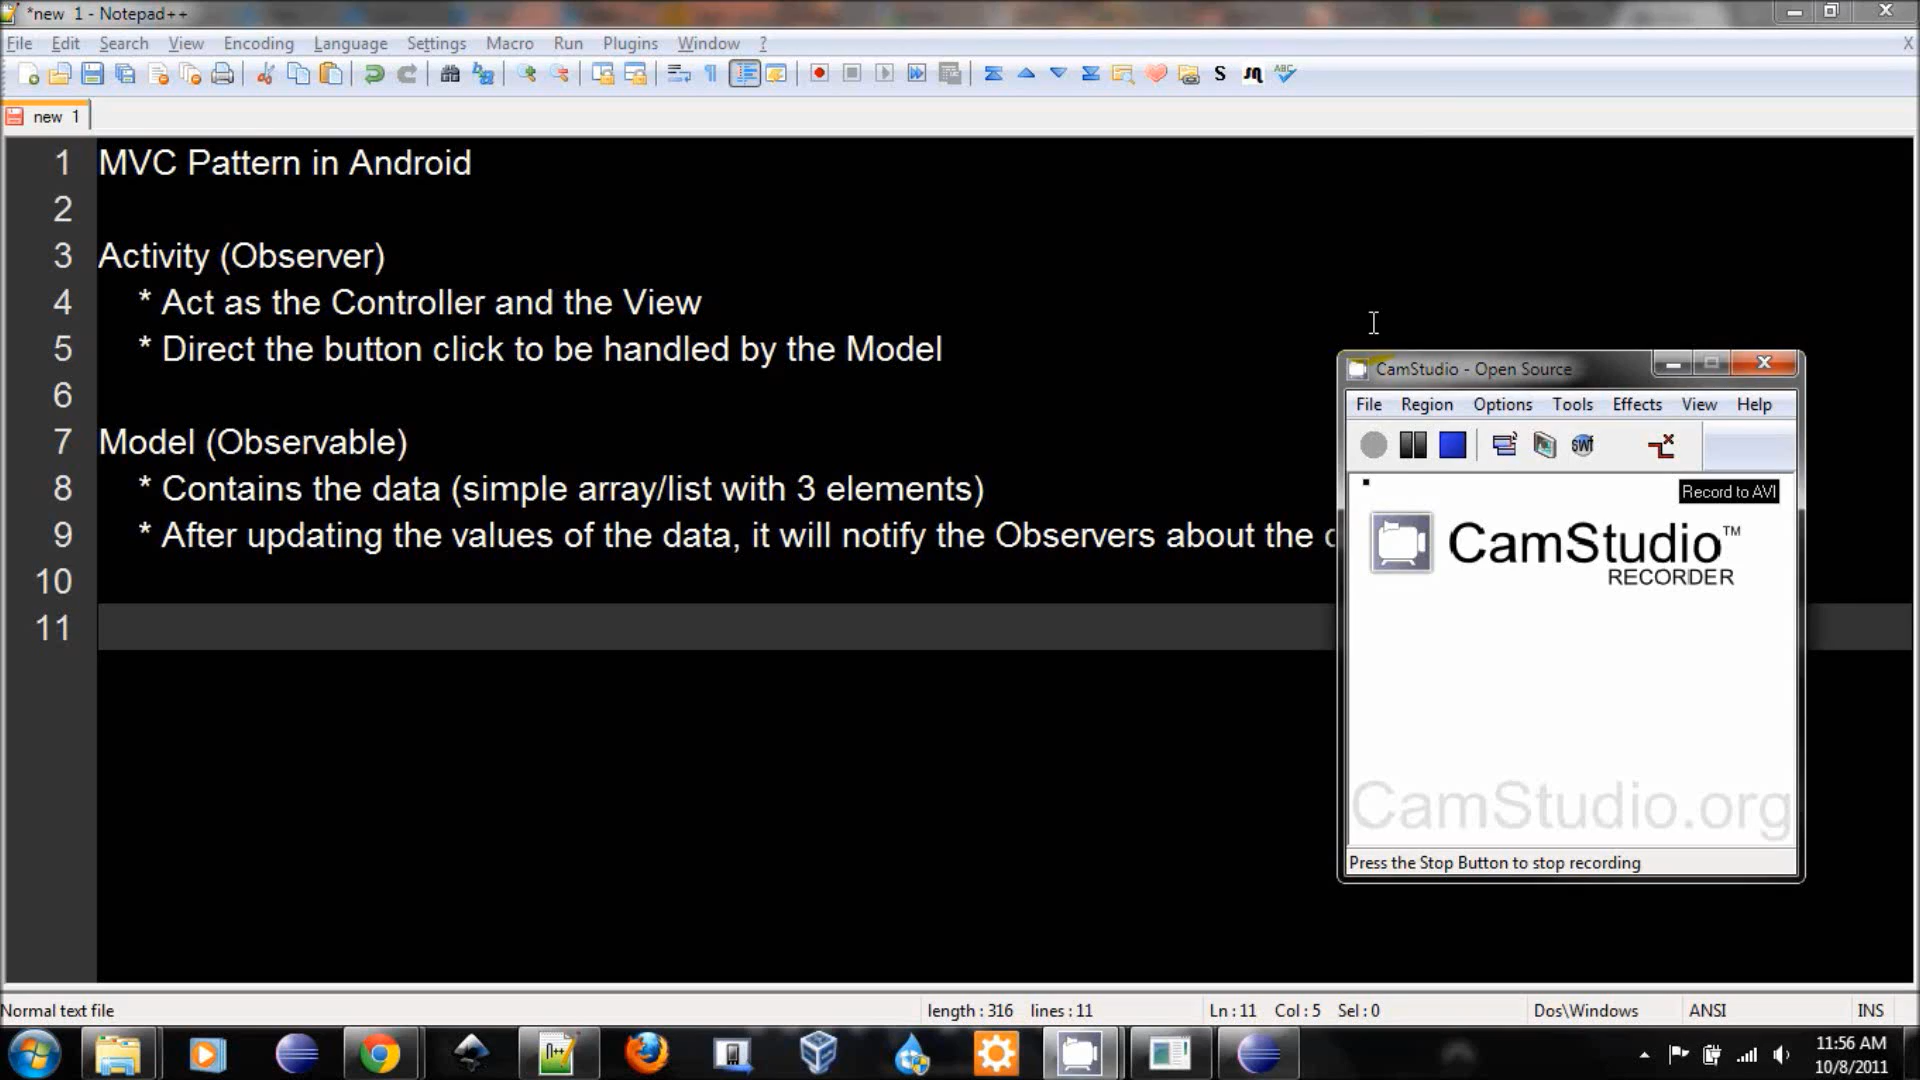 *new 1 - Notepad++
File Edit Search View Encoding Language Settings Macro Run Plugins Window ? X
new 1
1 MVC Pattern in Android
2
3 Activity (Observer)
4 * Act as the Controller and the View
5 * Direct the button click to be handled by the Model
6
7 Model (Observable)
8 * Contains the data (simple array/list with 3 elements)
9 * After updating the values of the data, it will notify the Observers about the
10
11
CamStudio - Open Source
File Region Options Tools Effects View Help
Record to AVI
CamStudio™
RECORDER
CamStudio.org
Press the Stop Button to stop recording
Normal text file length : 316 lines : 11 Ln : 11 Col : 5 Sel : 0 Dos\Windows ANSI INS
11:56 AM
10/8/2011